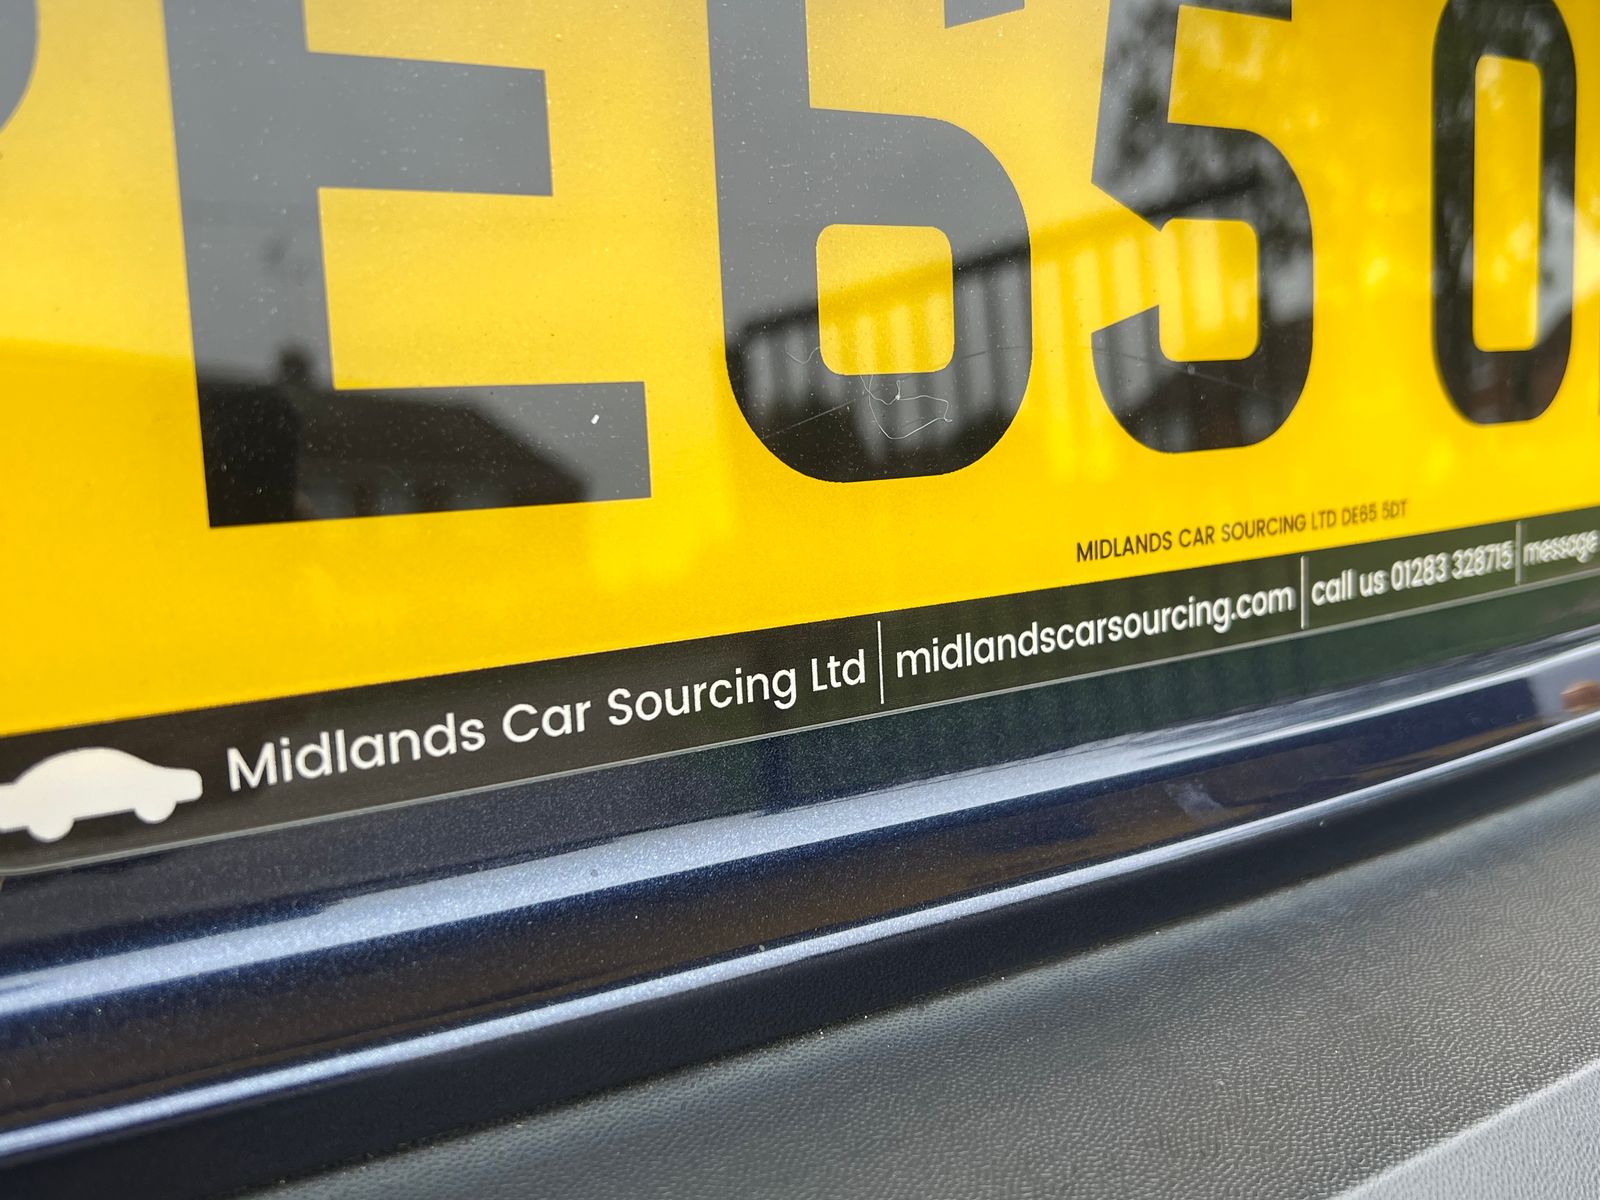 E65 0
MIDLANDS CAR SOURCING LTD DE65 5DT
Midlands Car Sourcing Ltd | midlandscarsourcing.com | call us 01283 328715 | message